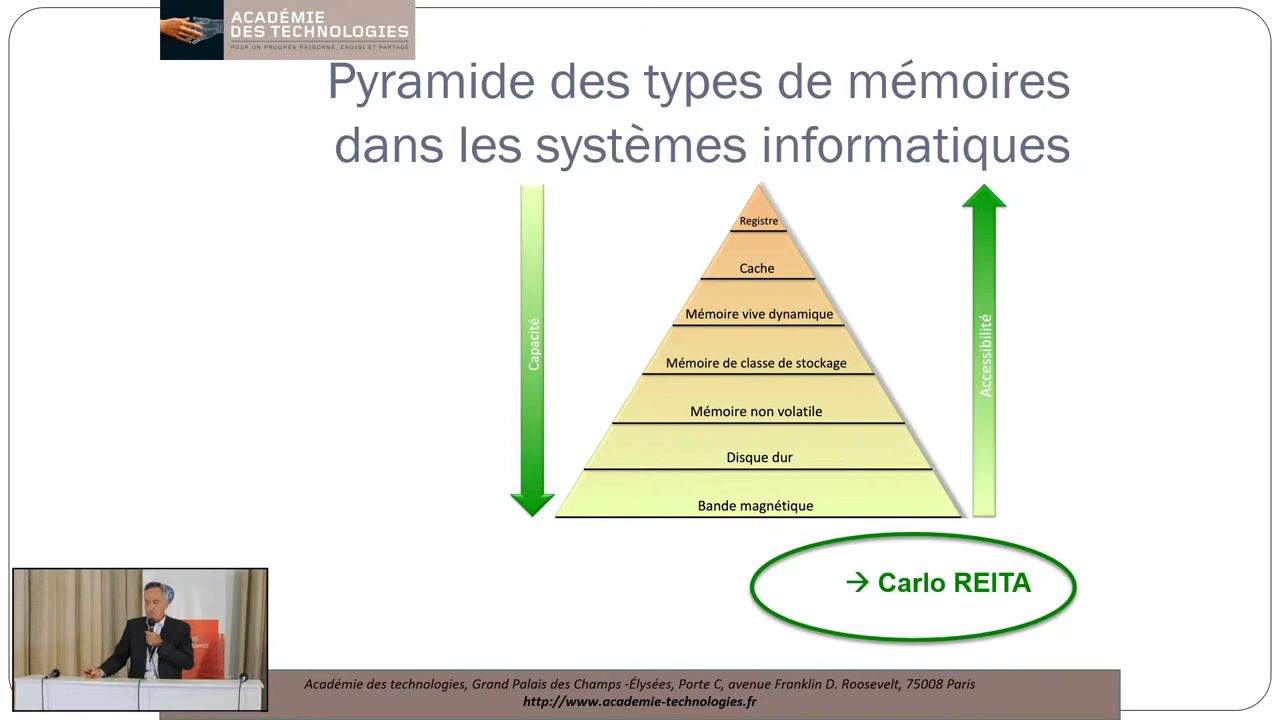 ACADÉMIE
DES TECHNOLOGIES
POUR UN PROGRÈS RAISONNÉ, CHOISI ET PARTAGÉ
Pyramide des types de mémoires
dans les systèmes informatiques
Capacité
Registre
Cache
Mémoire vive dynamique
Mémoire de classe de stockage
Mémoire non volatile
Disque dur
Bande magnétique
Accessibilité
→ Carlo REITA
Académie des technologies, Grand Palais des Champs -Élysées, Porte C, avenue Franklin D. Roosevelt, 75008 Paris
http://www.academie-technologies.fr